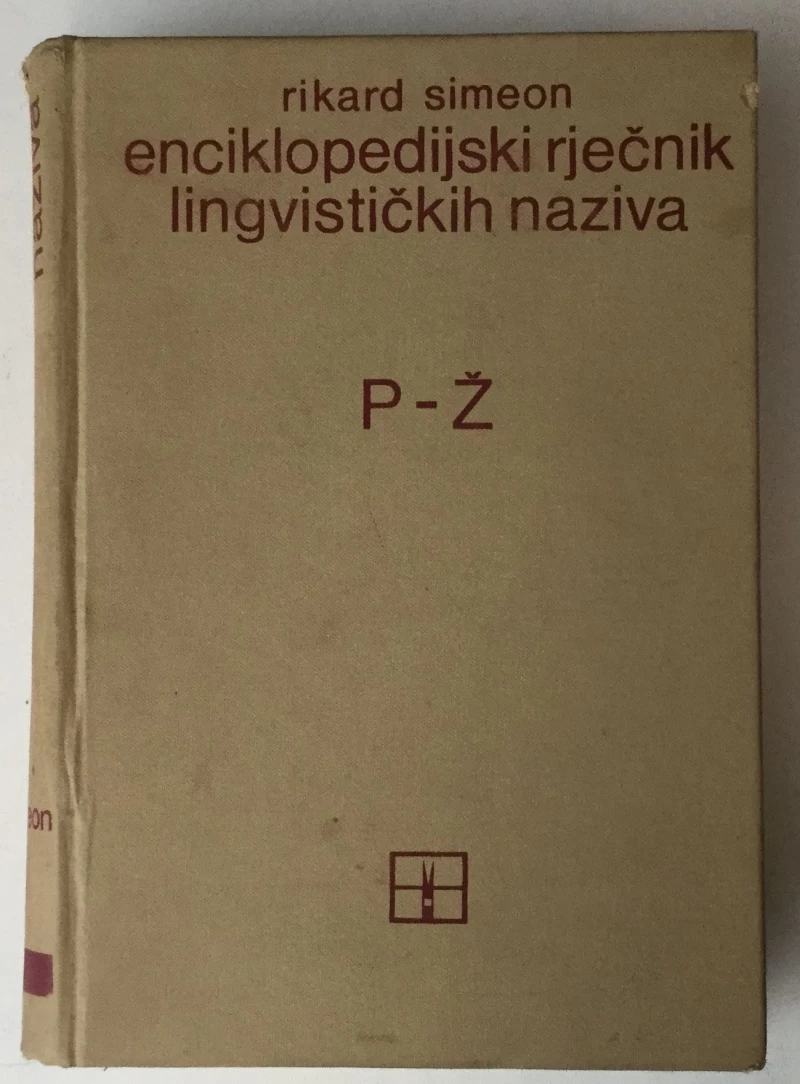 rikard simeon
enciklopedijski rječnik
lingvističkih naziva
P-Ž
naziva
eon